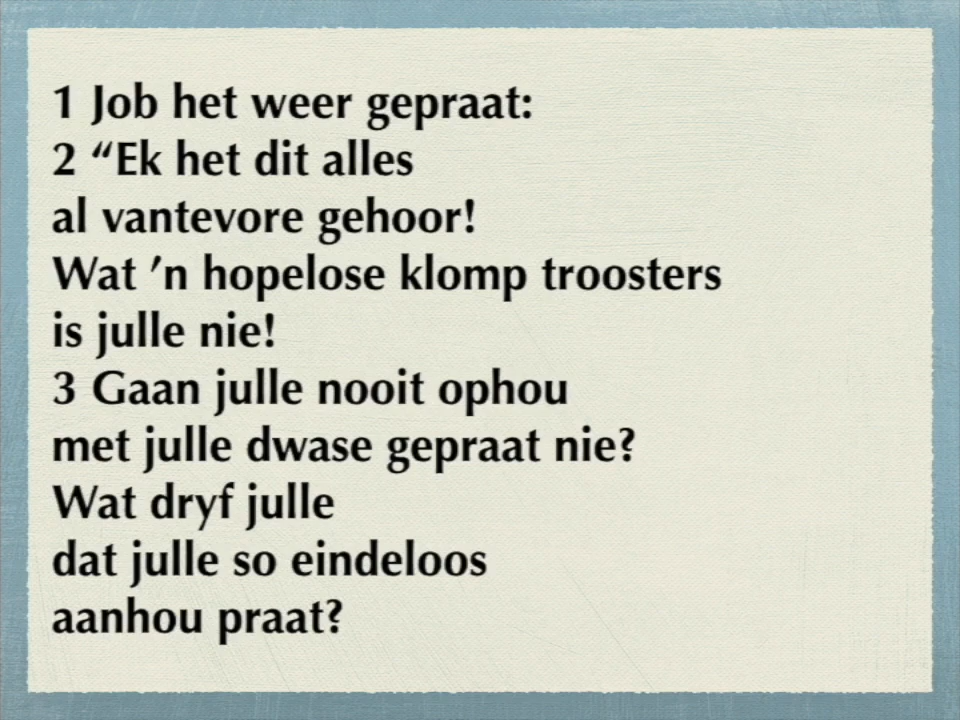 1 Job het weer gepraat:
2 “Ek het dit alles
al vantevore gehoor!
Wat ’n hopelose klomp troosters
is julle nie!
3 Gaan julle nooit ophou
met julle dwase gepraat nie?
Wat dryf julle
dat julle so eindeloos
aanhou praat?